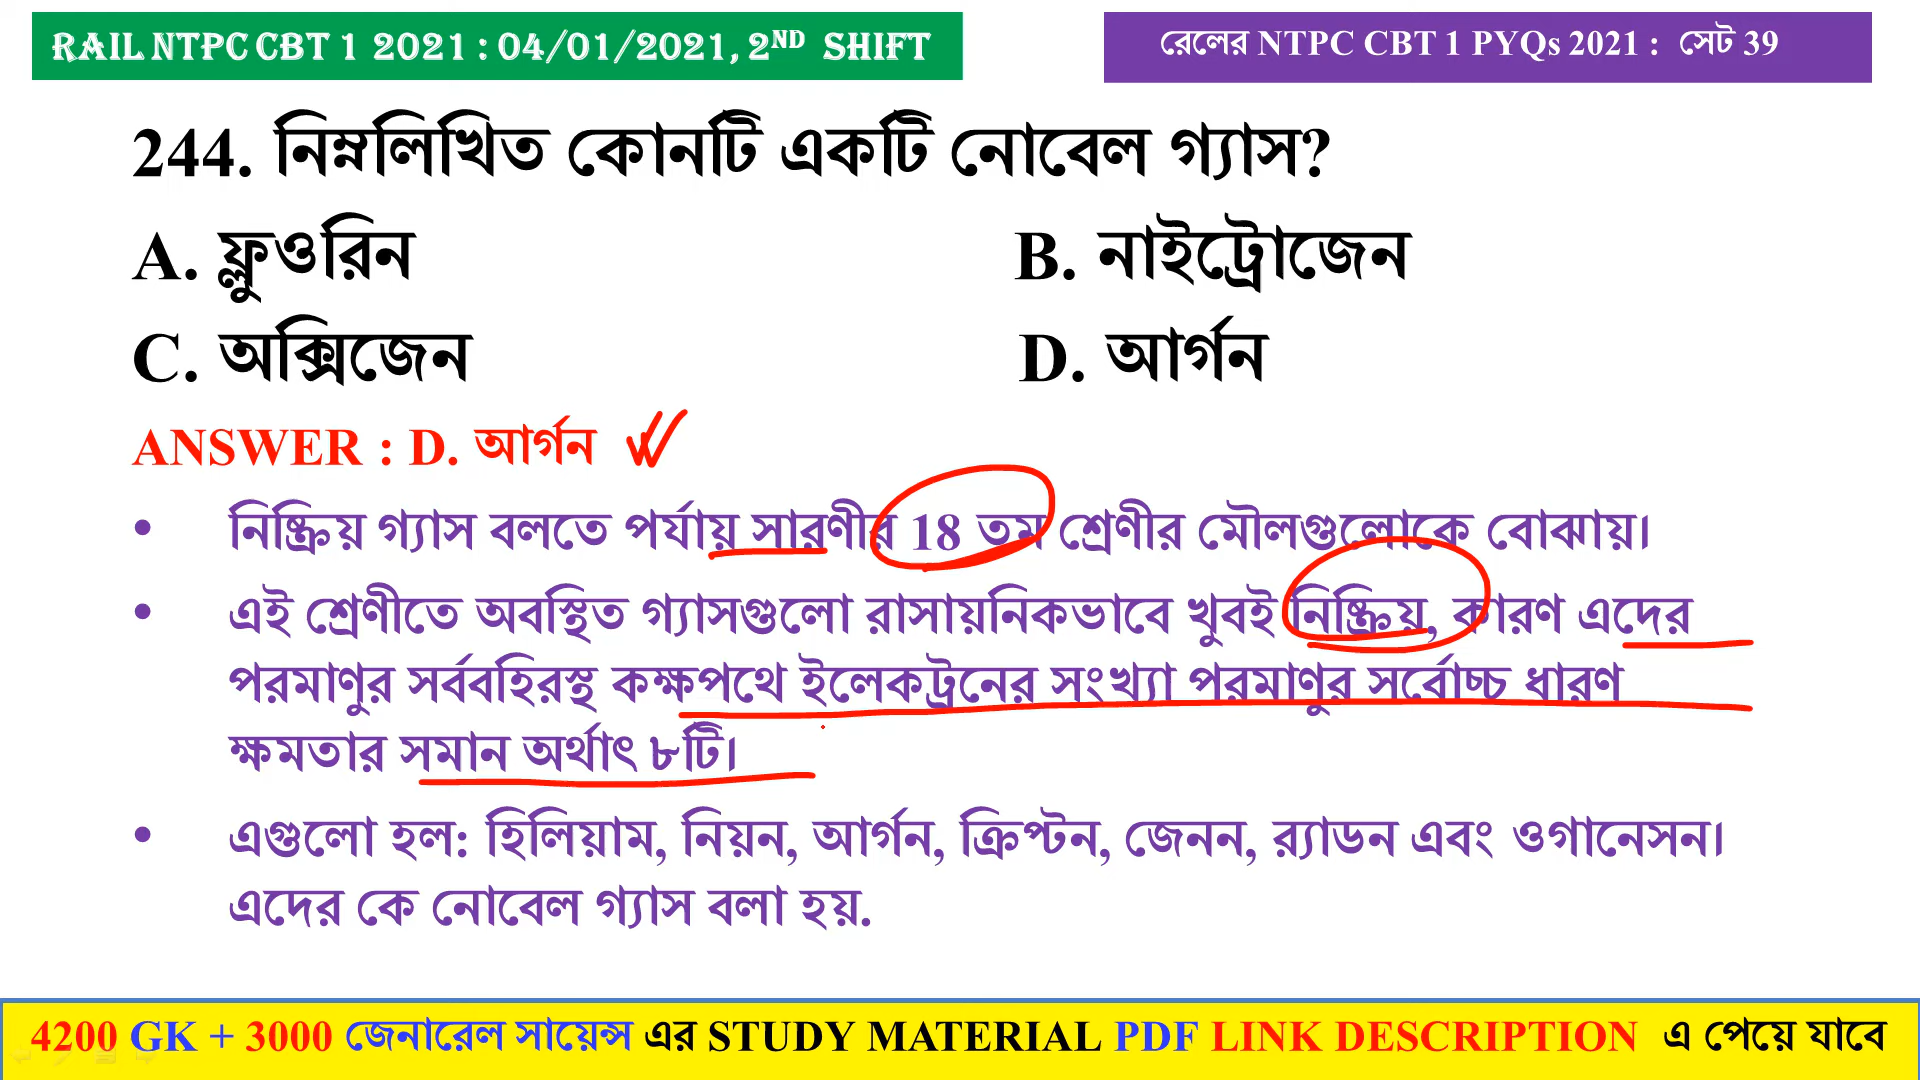 RAIL NTPC CBT 1 2021 : 04/01/2021, 2ND SHIFT
রেলের NTPC CBT 1 PYQs 2021 : সেট 39
244. নিম্নলিখিত কোনটি একটি নোবেল গ্যাস?
A. ফ্লুওরিন
B. নাইট্রোজেন
C. অক্সিজেন
D. আর্গন
ANSWER : D. আর্গন
• নিষ্ক্রিয় গ্যাস বলতে পর্যায় সারণীর 18 তম শ্রেণীর মৌলগুলোকে বোঝায়।
• এই শ্রেণীতে অবস্থিত গ্যাসগুলো রাসায়নিকভাবে খুবই নিষ্ক্রিয়, কারণ এদের
পরমাণুর সর্ববহিরস্থ কক্ষপথে ইলেকট্রনের সংখ্যা পরমাণুর সর্বোচ্চ ধারণ
ক্ষমতার সমান অর্থাৎ ৮টি।
• এগুলো হল: হিলিয়াম, নিয়ন, আর্গন, ক্রিপ্টন, জেনন, র‍্যাডন এবং ওগানেসন।
এদের কে নোবেল গ্যাস বলা হয়.
4200 GK + 3000 জেনারেল সায়েন্স এর STUDY MATERIAL PDF LINK DESCRIPTION এ পেয়ে যাবে